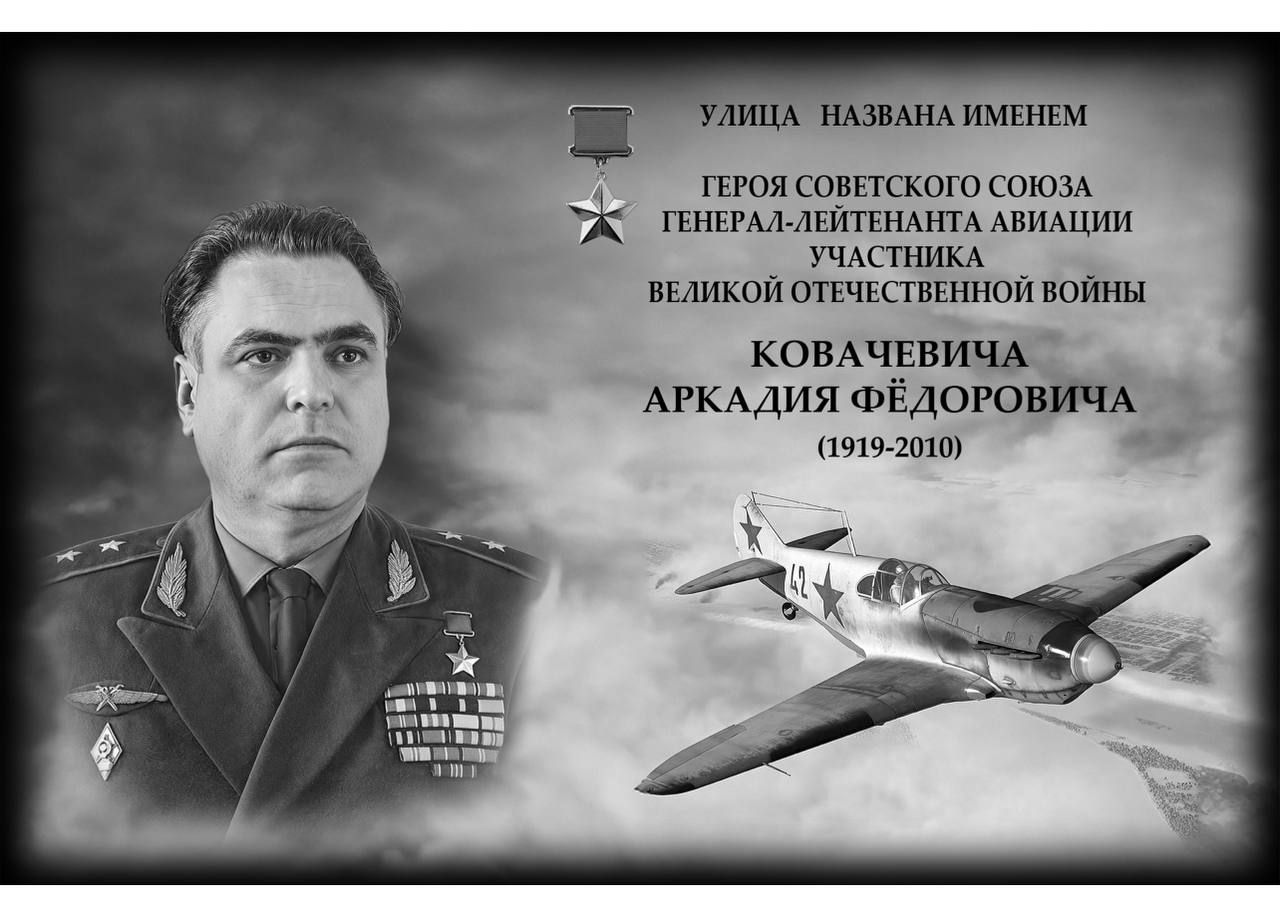 УЛИЦА НАЗВАНА ИМЕНЕМ
ГЕРОЯ СОВЕТСКОГО СОЮЗА
ГЕНЕРАЛ-ЛЕЙТЕНАНТА АВИАЦИИ
УЧАСТНИКА
ВЕЛИКОЙ ОТЕЧЕСТВЕННОЙ ВОЙНЫ
КОВАЧЕВИЧА
АРКАДИЯ ФЁДОРОВИЧА
(1919-2010)
42